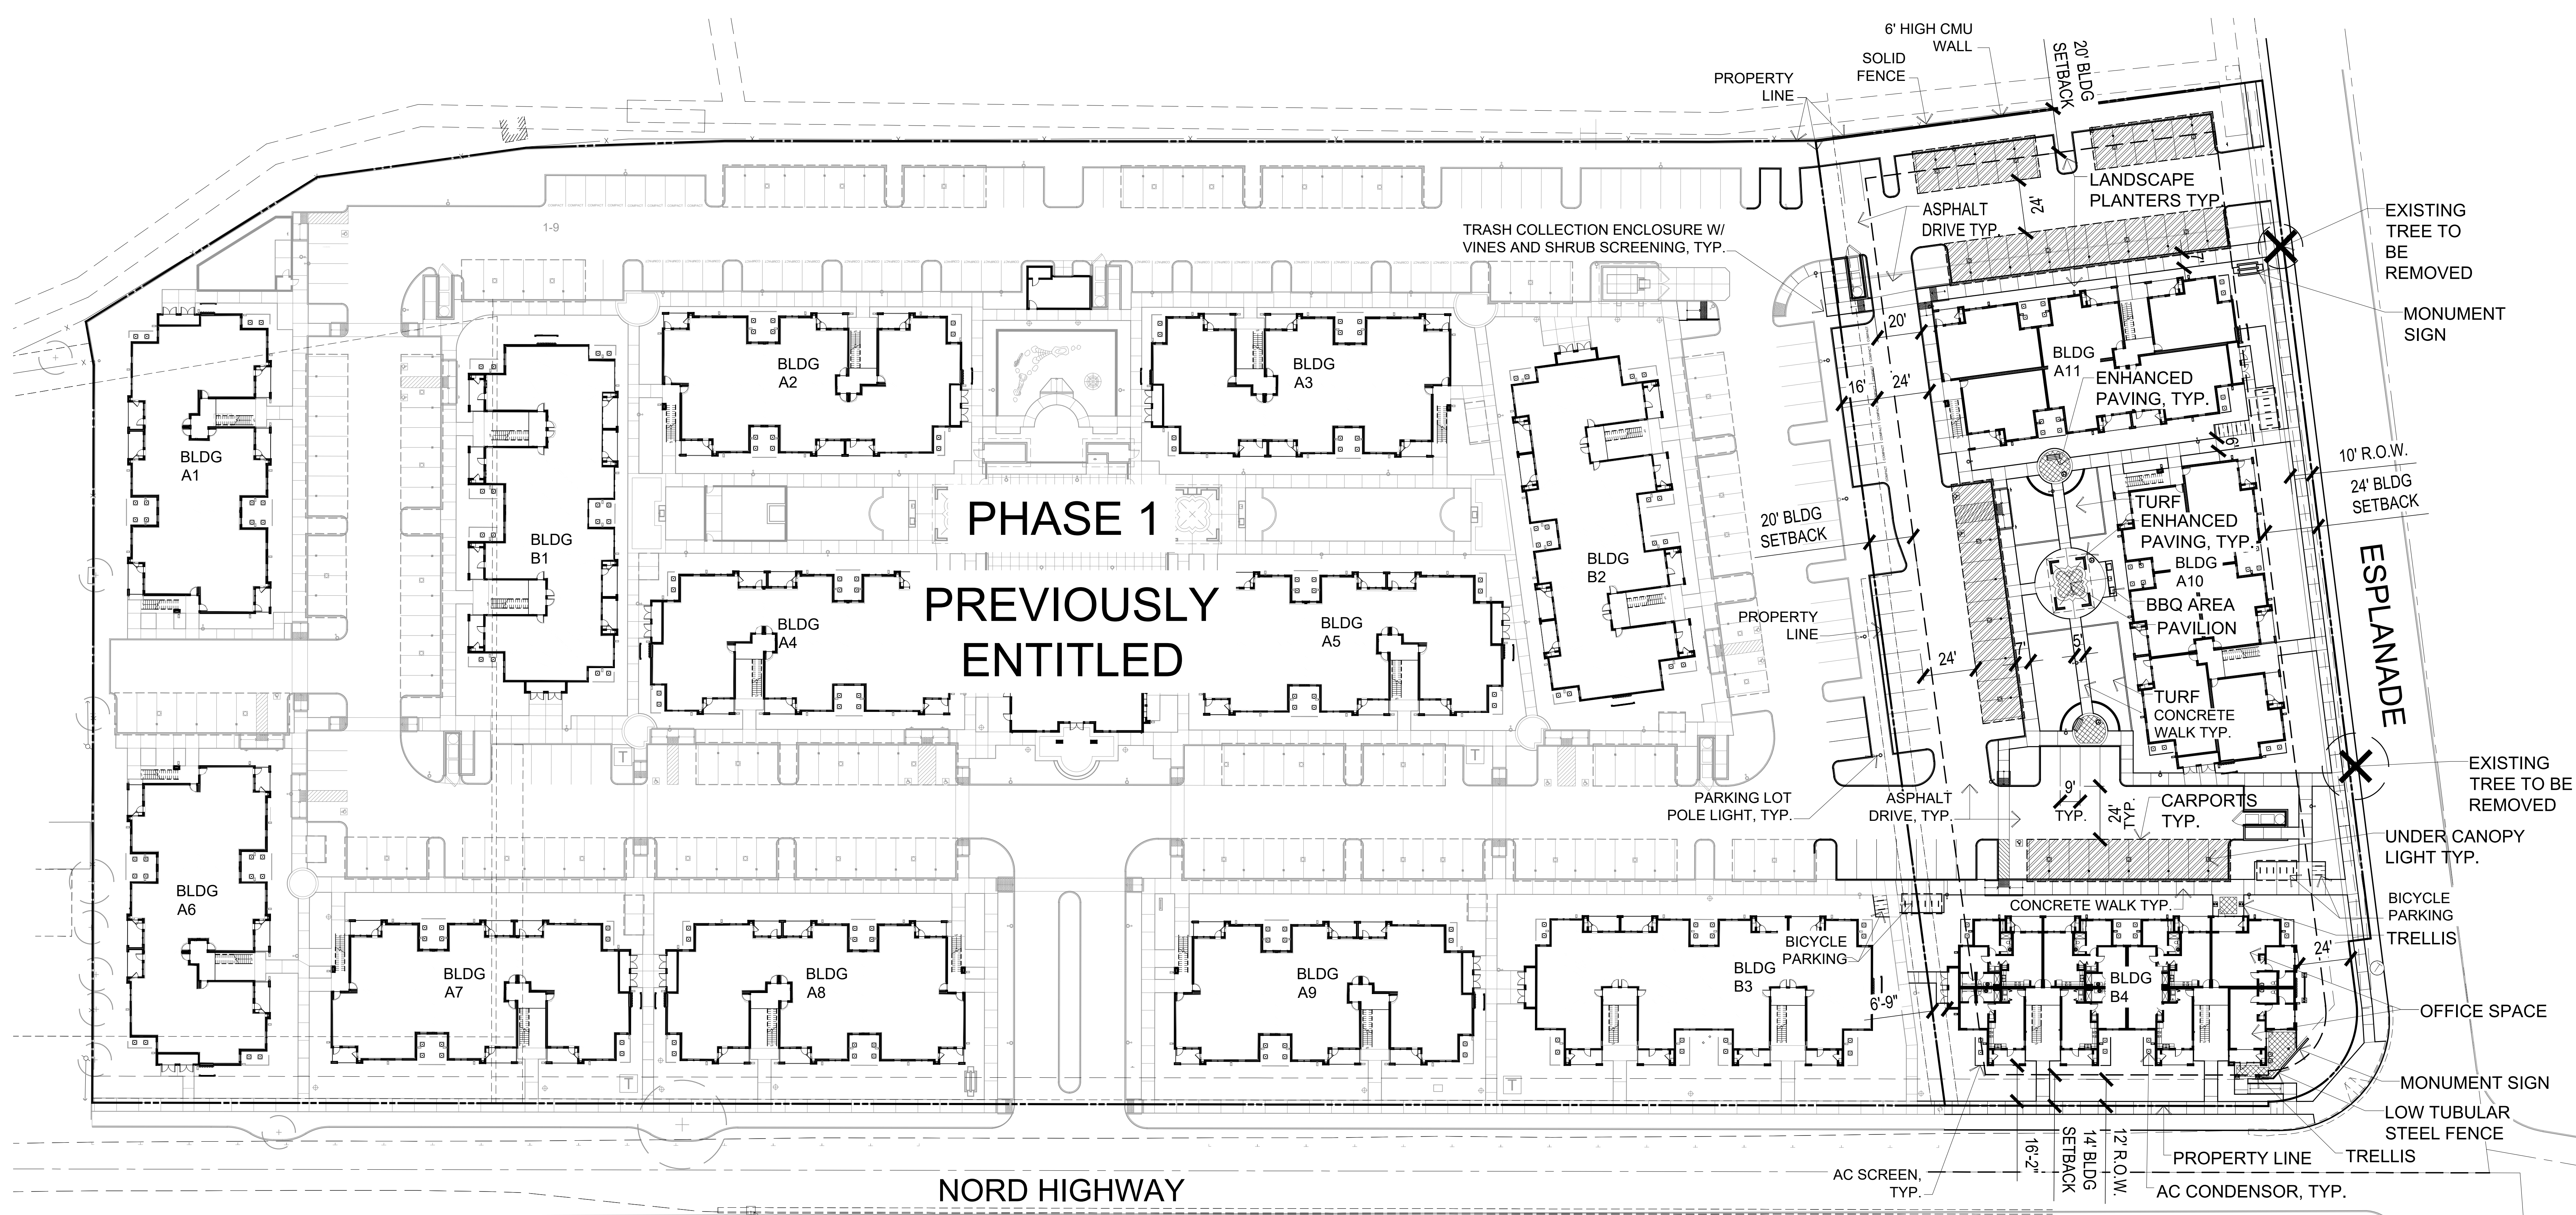 6' HIGH CMU
WALL
SOLID
FENCE
PROPERTY
LINE
20' BLDG
SETBACK
LANDSCAPE
PLANTERS TYP.
24'
ASPHALT
DRIVE TYP.
TRASH COLLECTION ENCLOSURE W/
VINES AND SHRUB SCREENING, TYP.
EXISTING
TREE TO
BE
REMOVED
MONUMENT
SIGN
1-9
7'
20'
16'
24'
BLDG
A11
ENHANCED
PAVING, TYP.
BLDG
A1
BLDG
B1
BLDG
A2
BLDG
A3
BLDG
B2
BLDG
A4
BLDG
A5
PHASE 1
PREVIOUSLY
ENTITLED
10' R.O.W.
24' BLDG
SETBACK
20' BLDG
SETBACK
TURF
ENHANCED
PAVING, TYP.
BLDG
A10
BBQ AREA
PAVILION
ESPLANADE
PROPERTY
LINE
24'
7'
5'
TURF
CONCRETE
WALK TYP.
EXISTING
TREE TO BE
REMOVED
PARKING LOT
POLE LIGHT, TYP.
ASPHALT
DRIVE, TYP.
9'
TYP.
24'
TYP.
CARPORTS
TYP.
UNDER CANOPY
LIGHT TYP.
T
T
BICYCLE
PARKING
TRELLIS
CONCRETE WALK TYP.
24'
BLDG
A6
BLDG
A7
BLDG
A8
BLDG
A9
BICYCLE
PARKING
BLDG
B3
6'-9"
BLDG
B4
OFFICE SPACE
MONUMENT SIGN
LOW TUBULAR
STEEL FENCE
TRELLIS
T
T
16'-2"
14' BLDG
SETBACK
12' R.O.W.
PROPERTY LINE
AC CONDENSOR, TYP.
AC SCREEN,
TYP.
NORD HIGHWAY